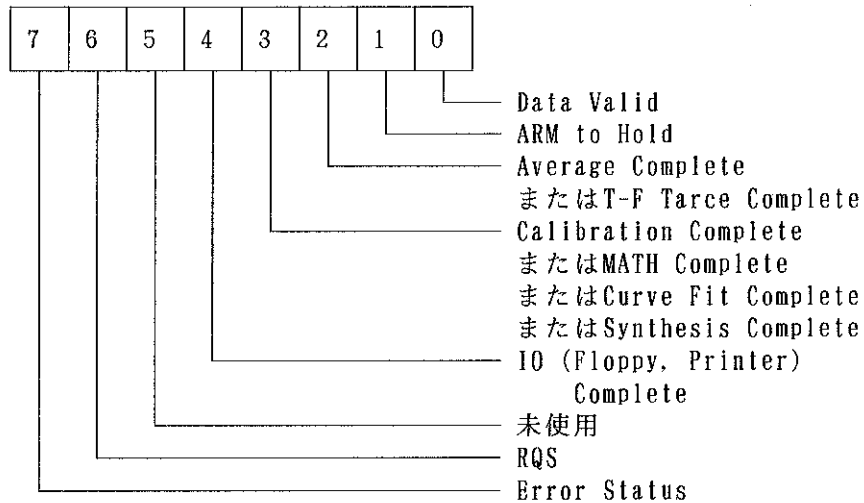 7 6 5 4 3 2 1 0
Data Valid
ARM to Hold
Average Complete
またはT-F Tarce Complete
Calibration Complete
またはMATH Complete
またはCurve Fit Complete
またはSynthesis Complete
IO (Floppy, Printer)
Complete
未使用
RQS
Error Status